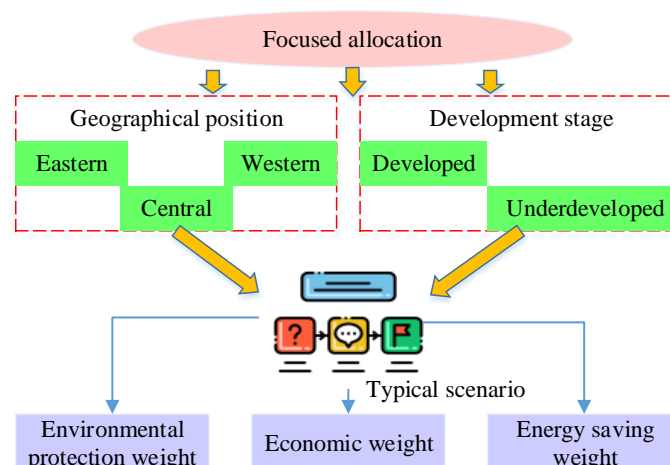 Focused allocation
Geographical position
Development stage
Eastern
Western
Developed
Central
Underdeveloped
?
Typical scenario
Environmental
protection weight
Economic weight
Energy saving
weight